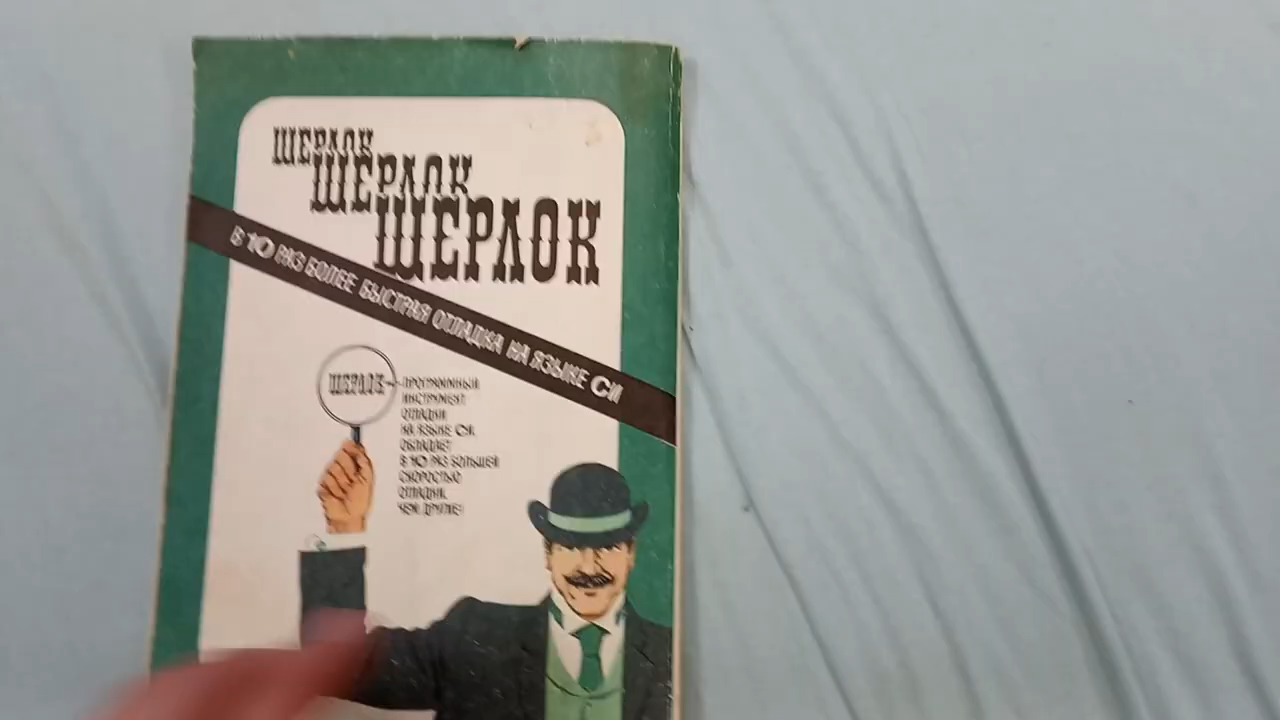 ШЕРЛОК
ШЕРЛОК
ШЕРЛОК
В 10 РАЗ БОЛЕЕ БЫСТРАЯ ОТЛАДКА НА ЯЗЫКЕ СИ
ШЕРЛОК—ПРОГРАММНЫЙ
ИНСТРУМЕНТ
ОТЛАДКИ
НА ЯЗЫКЕ СИ.
ОБЛАДАЕТ
В 10 РАЗ БОЛЬШЕЙ
СКОРОСТЬЮ
ОТЛАДКИ,
ЧЕМ ДРУГИЕ!